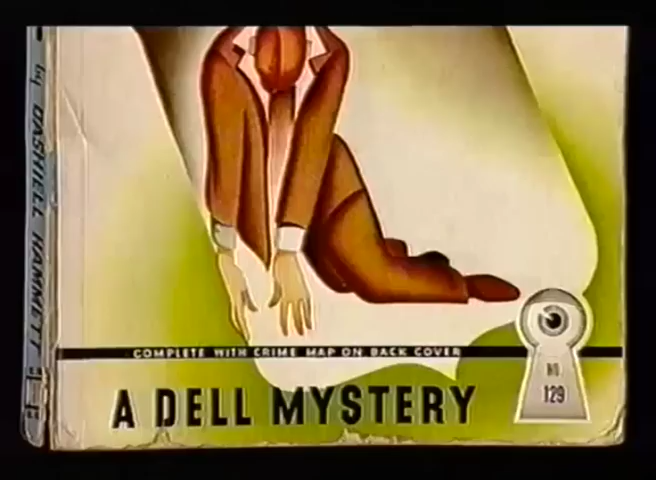 by DASHIELL HAMMETT
COMPLETE WITH CRIME MAP ON BACK COVER
NO
129
A DELL MYSTERY